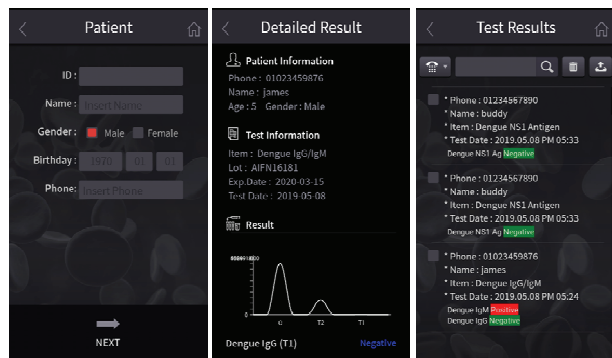 Patient
ID :
Name : Insert Name
Gender : Male Female
Birthday : 1970 01 01
Phone: Insert Phone
NEXT
Detailed Result
Patient Information
Phone : 01023459876
Name : james
Age : 5 Gender : Male
Test Information
Item : Dengue IgG/IgM
Lot : AIFN16181
Exp.Date : 2020-03-15
Test Date : 2019-05-08
Result
0
T2
T1
Dengue IgG (T1) Negative
Test Results
* Phone : 01234567890
* Name : buddy
* Item : Dengue NS1 Antigen
* Test Date : 2019.05.08 PM 05:33
Dengue NS1 Ag Negative
* Phone : 01234567890
* Name : buddy
* Item : Dengue NS1 Antigen
* Test Date : 2019.05.08 PM 05:33
Dengue NS1 Ag Negative
* Phone : 01023459876
* Name : james
* Item : Dengue IgG/IgM
* Test Date : 2019.05.08 PM 05:24
Dengue IgM Positive
Dengue IgG Negative